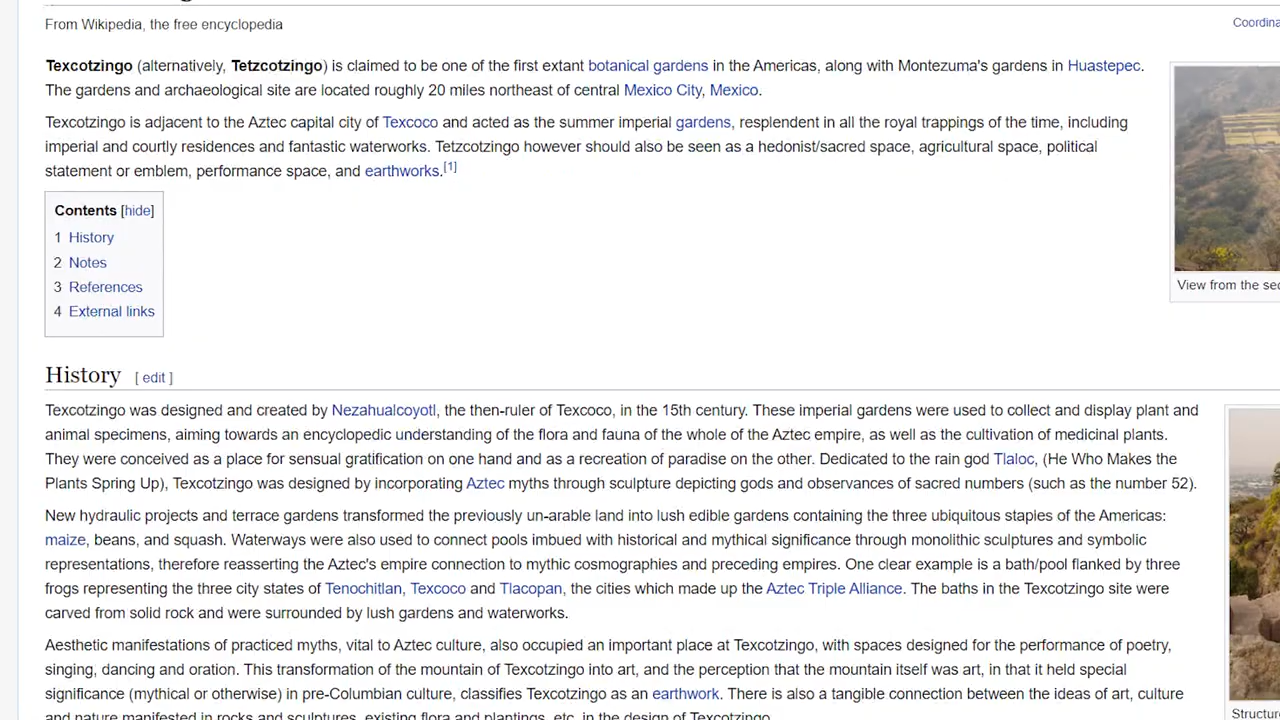 From Wikipedia, the free encyclopedia
Coordina
Texcotzingo (alternatively, Tetzcotzingo) is claimed to be one of the first extant botanical gardens in the Americas, along with Montezuma's gardens in Huastepec.
The gardens and archaeological site are located roughly 20 miles northeast of central Mexico City, Mexico.
Texcotzingo is adjacent to the Aztec capital city of Texcoco and acted as the summer imperial gardens, resplendent in all the royal trappings of the time, including
imperial and courtly residences and fantastic waterworks. Tetzcotzingo however should also be seen as a hedonist/sacred space, agricultural space, political
statement or emblem, performance space, and earthworks.[1]
Contents [hide]
1 History
2 Notes
3 References
4 External links
View from the sec
History [ edit ]
Texcotzingo was designed and created by Nezahualcoyotl, the then-ruler of Texcoco, in the 15th century. These imperial gardens were used to collect and display plant and
animal specimens, aiming towards an encyclopedic understanding of the flora and fauna of the whole of the Aztec empire, as well as the cultivation of medicinal plants.
They were conceived as a place for sensual gratification on one hand and as a recreation of paradise on the other. Dedicated to the rain god Tlaloc, (He Who Makes the
Plants Spring Up), Texcotzingo was designed by incorporating Aztec myths through sculpture depicting gods and observances of sacred numbers (such as the number 52).
New hydraulic projects and terrace gardens transformed the previously un-arable land into lush edible gardens containing the three ubiquitous staples of the Americas:
maize, beans, and squash. Waterways were also used to connect pools imbued with historical and mythical significance through monolithic sculptures and symbolic
representations, therefore reasserting the Aztec's empire connection to mythic cosmographies and preceding empires. One clear example is a bath/pool flanked by three
frogs representing the three city states of Tenochitlan, Texcoco and Tlacopan, the cities which made up the Aztec Triple Alliance. The baths in the Texcotzingo site were
carved from solid rock and were surrounded by lush gardens and waterworks.
Aesthetic manifestations of practiced myths, vital to Aztec culture, also occupied an important place at Texcotzingo, with spaces designed for the performance of poetry,
singing, dancing and oration. This transformation of the mountain of Texcotzingo into art, and the perception that the mountain itself was art, in that it held special
significance (mythical or otherwise) in pre-Columbian culture, classifies Texcotzingo as an earthwork. There is also a tangible connection between the ideas of art, culture
and nature manifested in rocks and sculptures, existing flora and plantings, etc. in the design of Texcotzingo.
Structure